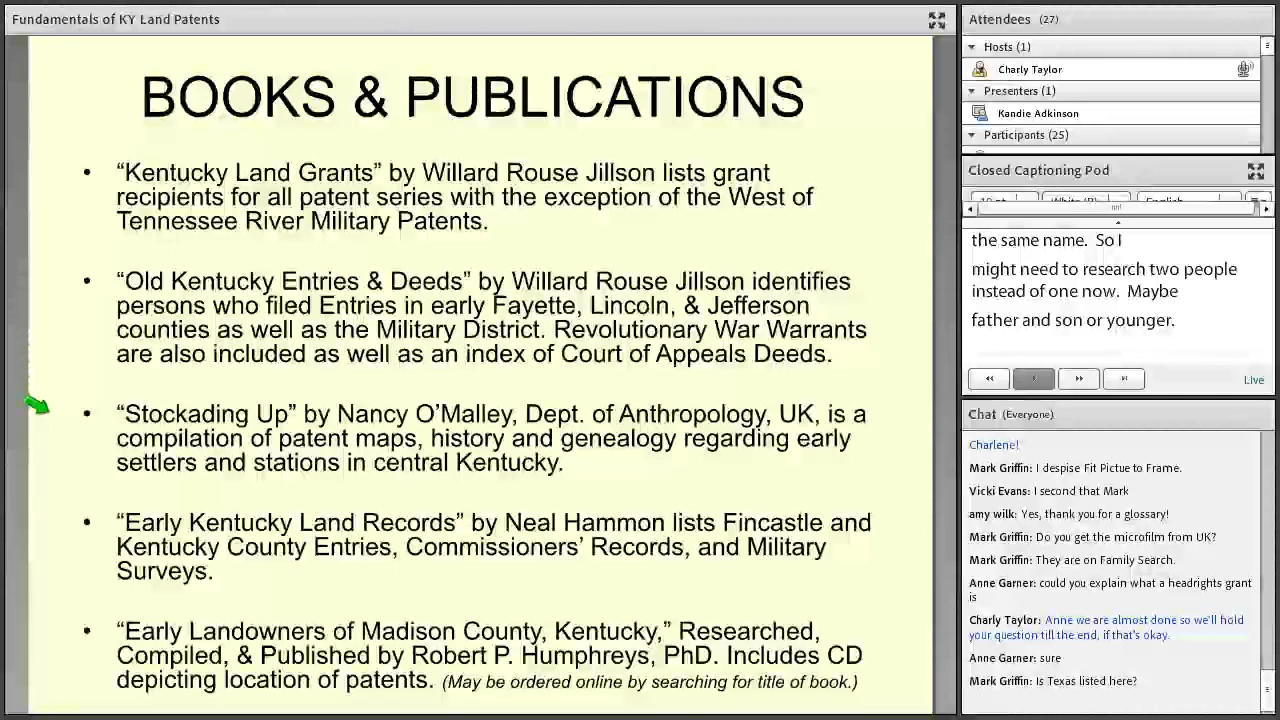 Fundamentals of KY Land Patents
BOOKS & PUBLICATIONS
• “Kentucky Land Grants” by Willard Rouse Jillson lists grant
recipients for all patent series with the exception of the West of
Tennessee River Military Patents.
• “Old Kentucky Entries & Deeds” by Willard Rouse Jillson identifies
persons who filed Entries in early Fayette, Lincoln, & Jefferson
counties as well as the Military District. Revolutionary War Warrants
are also included as well as an index of Court of Appeals Deeds.
• “Stockading Up” by Nancy O’Malley, Dept. of Anthropology, UK, is a
compilation of patent maps, history and genealogy regarding early
settlers and stations in central Kentucky.
• “Early Kentucky Land Records” by Neal Hammon lists Fincastle and
Kentucky County Entries, Commissioners’ Records, and Military
Surveys.
• “Early Landowners of Madison County, Kentucky,” Researched,
Compiled, & Published by Robert P. Humphreys, PhD. Includes CD
depicting location of patents. (May be ordered online by searching for title of book.)
Attendees (27)
Hosts (1)
Charly Taylor
Presenters (1)
Kandie Adkinson
Participants (25)
Closed Captioning Pod
English
the same name. So I
might need to research two people
instead of one now. Maybe
father and son or younger.
Live
Chat (Everyone)
Charlene!
Mark Griffin: I despise Fit Pictue to Frame.
Vicki Evans: I second that Mark
amy wilk: Yes, thank you for a glossary!
Mark Griffin: Do you get the microfilm from UK?
Mark Griffin: They are on Family Search.
Anne Garner: could you explain what a headrights grant
is
Charly Taylor: Anne we are almost done so we'll hold
your question till the end, if that's okay.
Anne Garner: sure
Mark Griffin: Is Texas listed here?